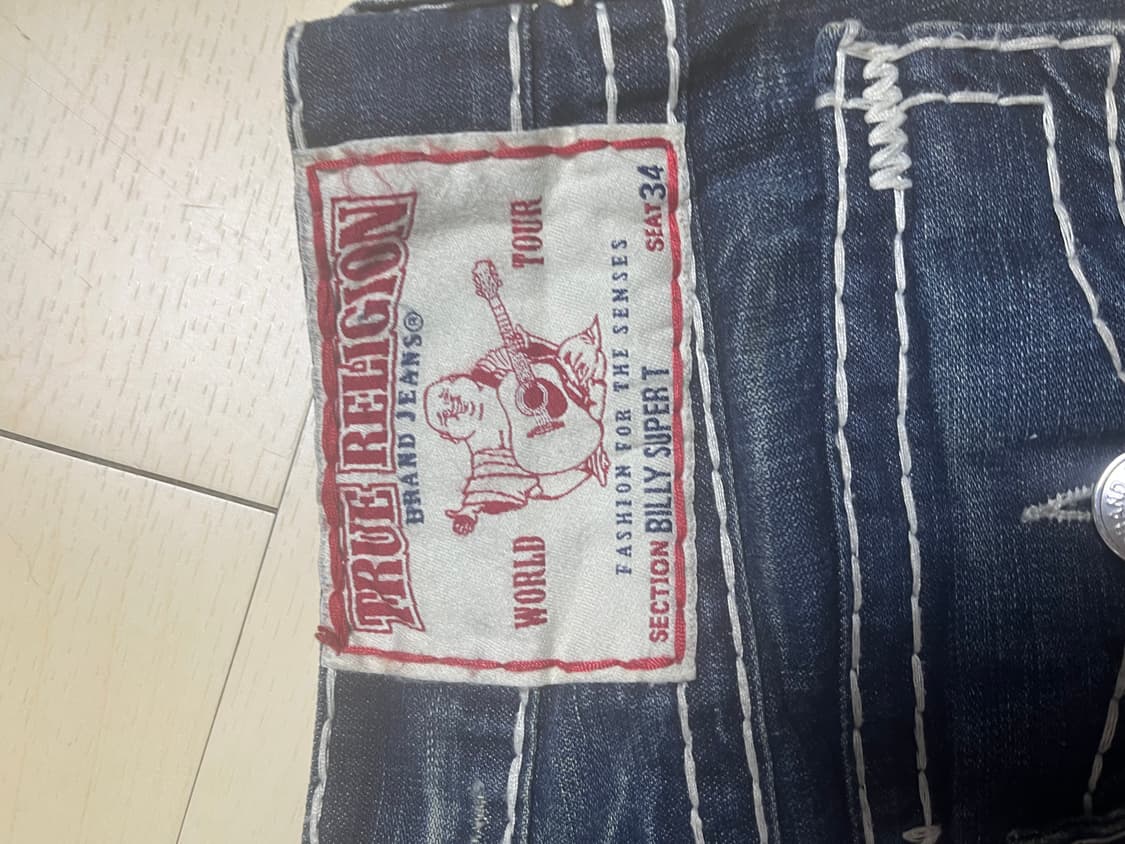 TRUE RELIGION
BRAND JEANS®
WORLD TOUR
FASHION FOR THE SENSES
SECTION BILLY SUPER T SEAT 34